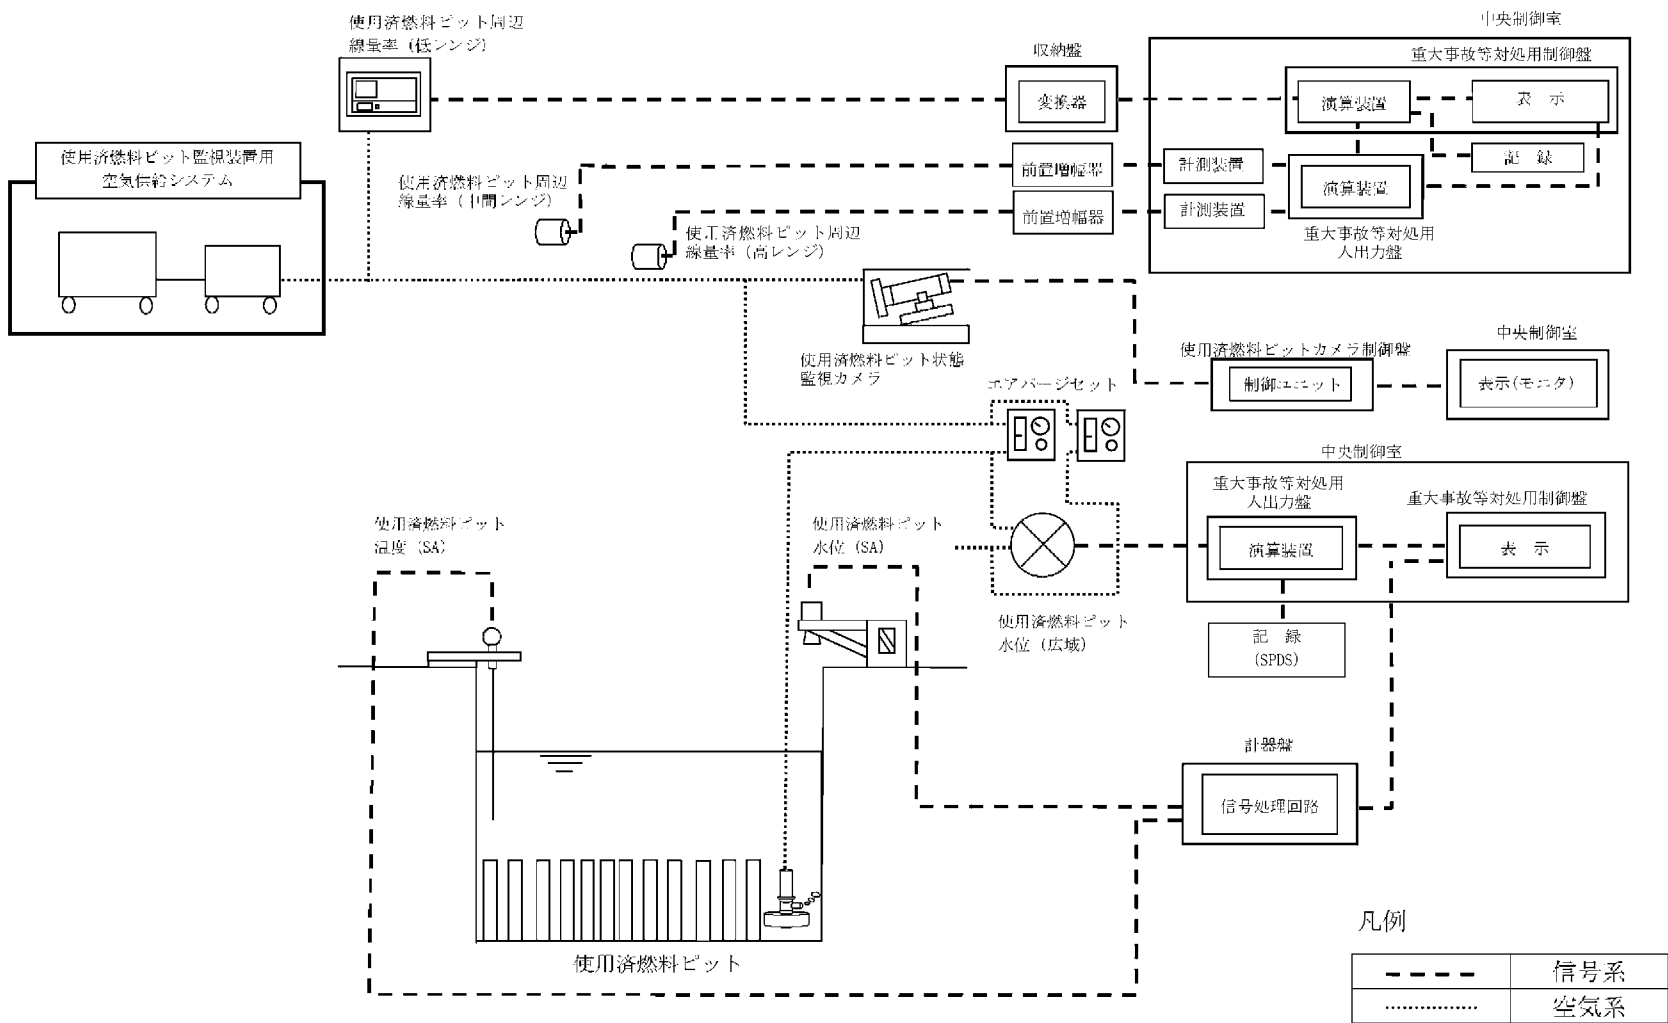 中央制御室
使用済燃料ピット周辺
線量率（低レンジ）
収納盤
重大事故等対処用制御盤
変換器
演算装置
表　示
使用済燃料ピット監視装置用
空気供給システム
前置増幅器
計測装置
記　録
使用済燃料ピット周辺
線量率（中間レンジ）
演算装置
前置増幅器
計測装置
使用済燃料ピット周辺
線量率（高レンジ）
重大事故等対処用
入出力盤
使用済燃料ピット状態
監視カメラ
使用済燃料ピットカメラ制御盤
制御ユニット
中央制御室
表示(モニタ)
エアパージセット
中央制御室
重大事故等対処用
入出力盤
重大事故等対処用制御盤
使用済燃料ピット
温度（SA）
使用済燃料ピット
水位（SA）
演算装置
表　示
使用済燃料ピット
水位（広域）
記　録
(SPDS)
計器盤
信号処理回路
使用済燃料ピット
凡例
信号系
空気系